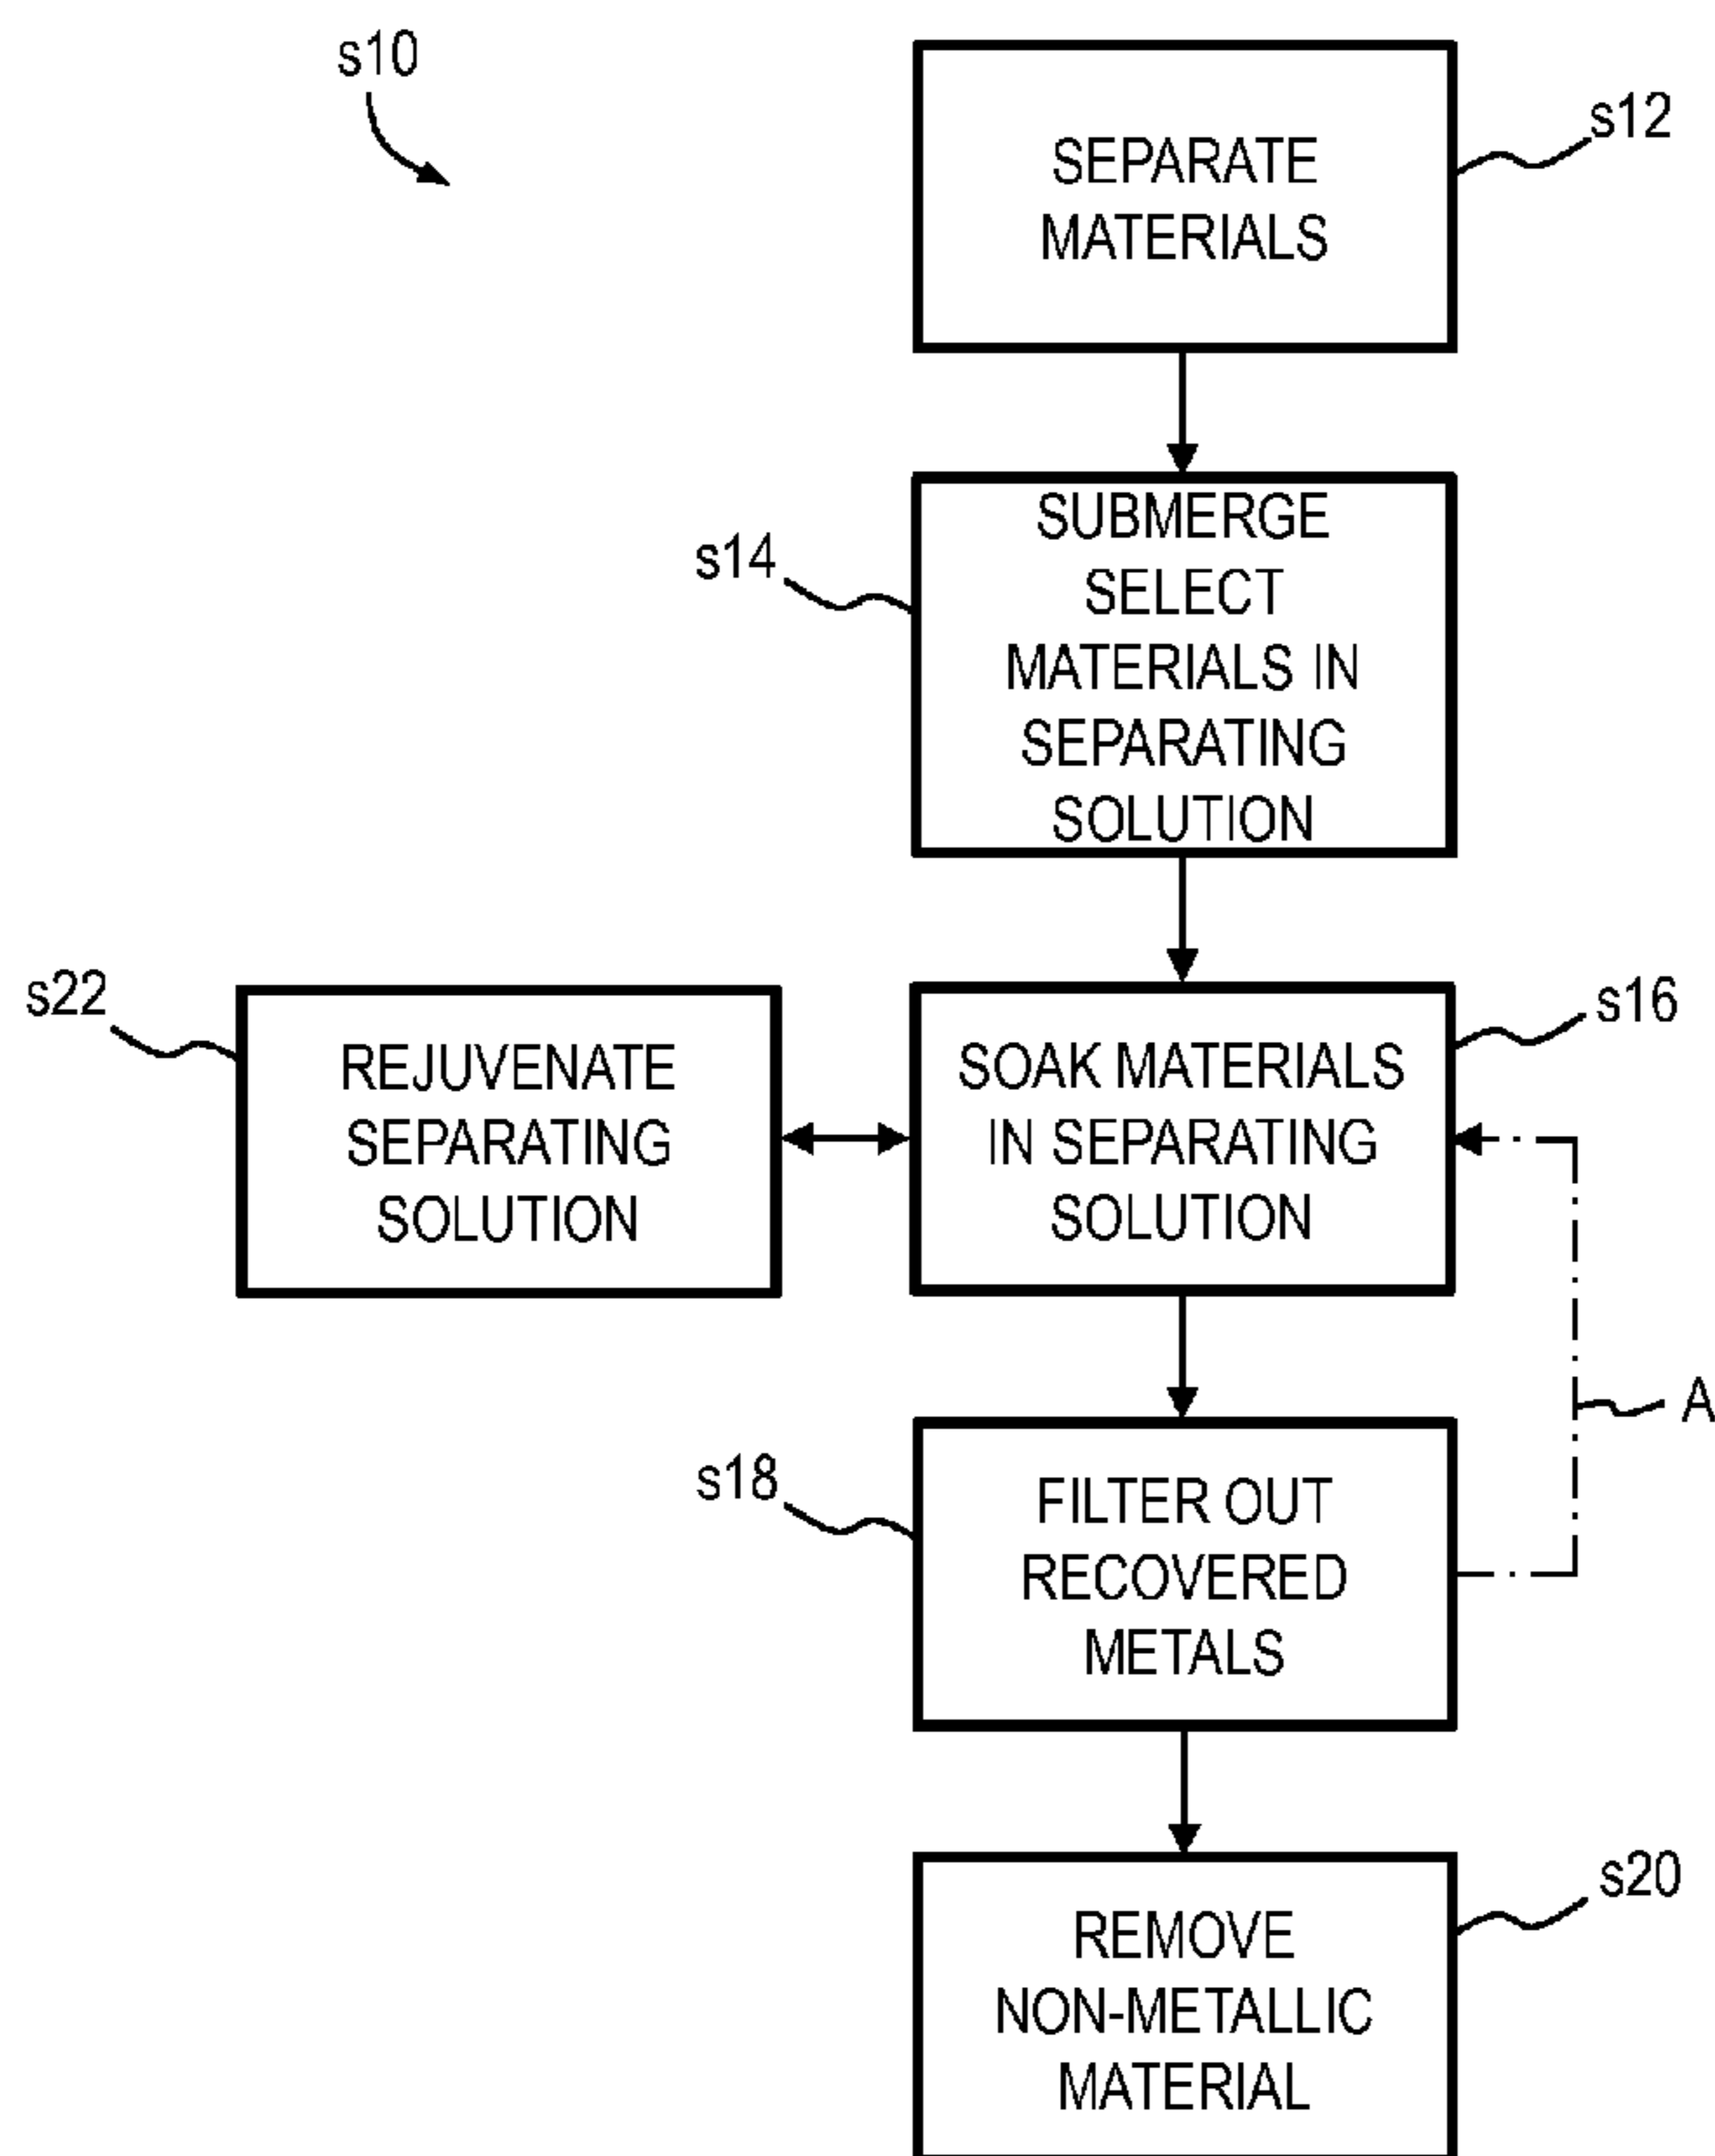 s10
SEPARATE
MATERIALS
s12
SUBMERGE
SELECT
MATERIALS IN
SEPARATING
SOLUTION
s14
REJUVENATE
SEPARATING
SOLUTION
s22
SOAK MATERIALS
IN SEPARATING
SOLUTION
s16
A
FILTER OUT
RECOVERED
METALS
s18
REMOVE
NON-METALLIC
MATERIAL
s20